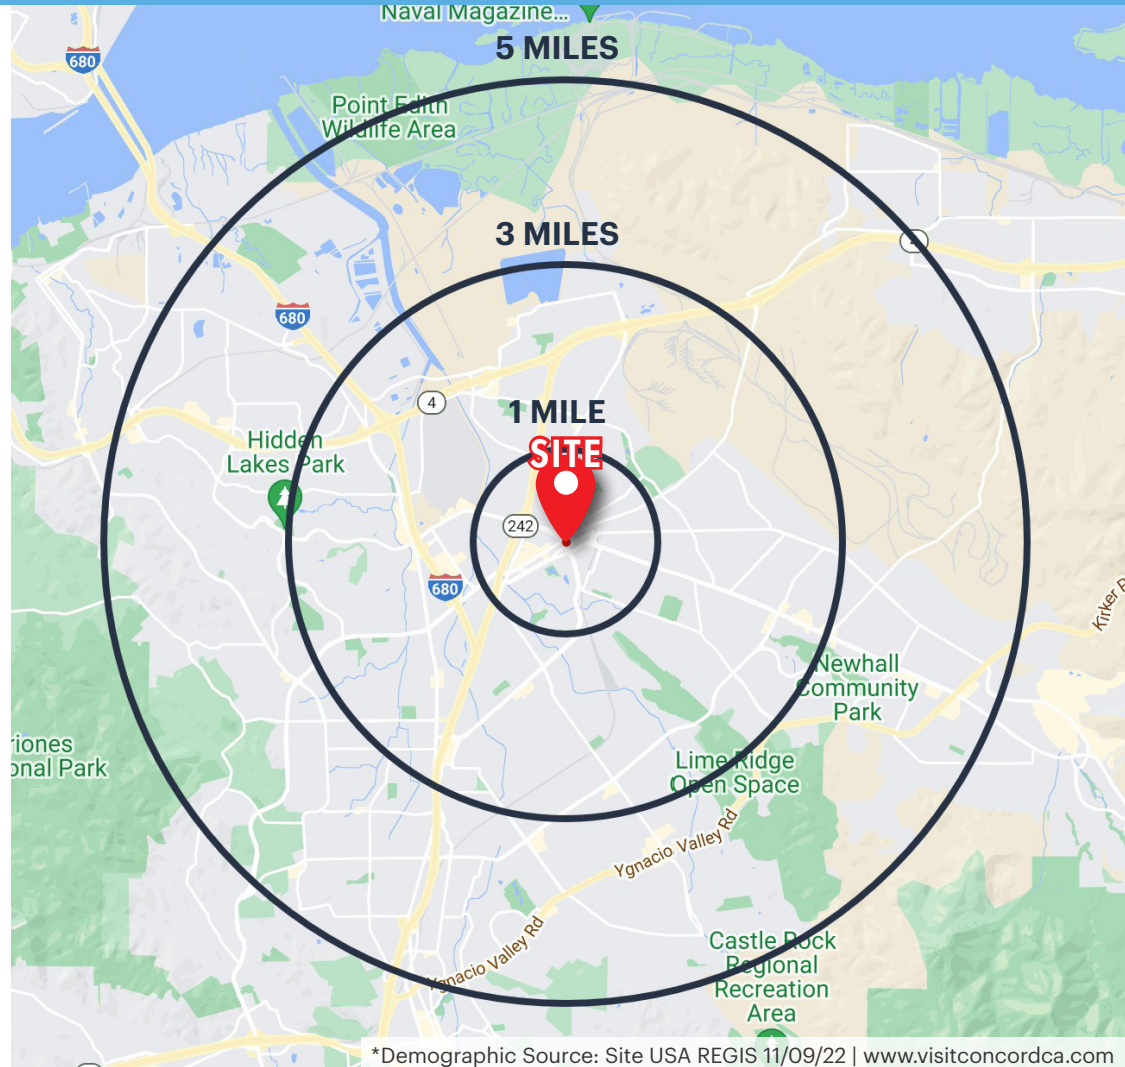 Naval Magazine...
5 MILES
680
Point Edith
Wildlife Area
3 MILES
4
680
4
1 MILE
SITE
Hidden
Lakes Park
242
680
Kirker P
Newhall
Community
Park
riones
onal Park
Lime Ridge
Open Space
Ygnacio Valley Rd
Ygnacio Valley Rd
Castle Rock
Regional
Recreation
Area
*Demographic Source: Site USA REGIS 11/09/22 | www.visitconcordca.com